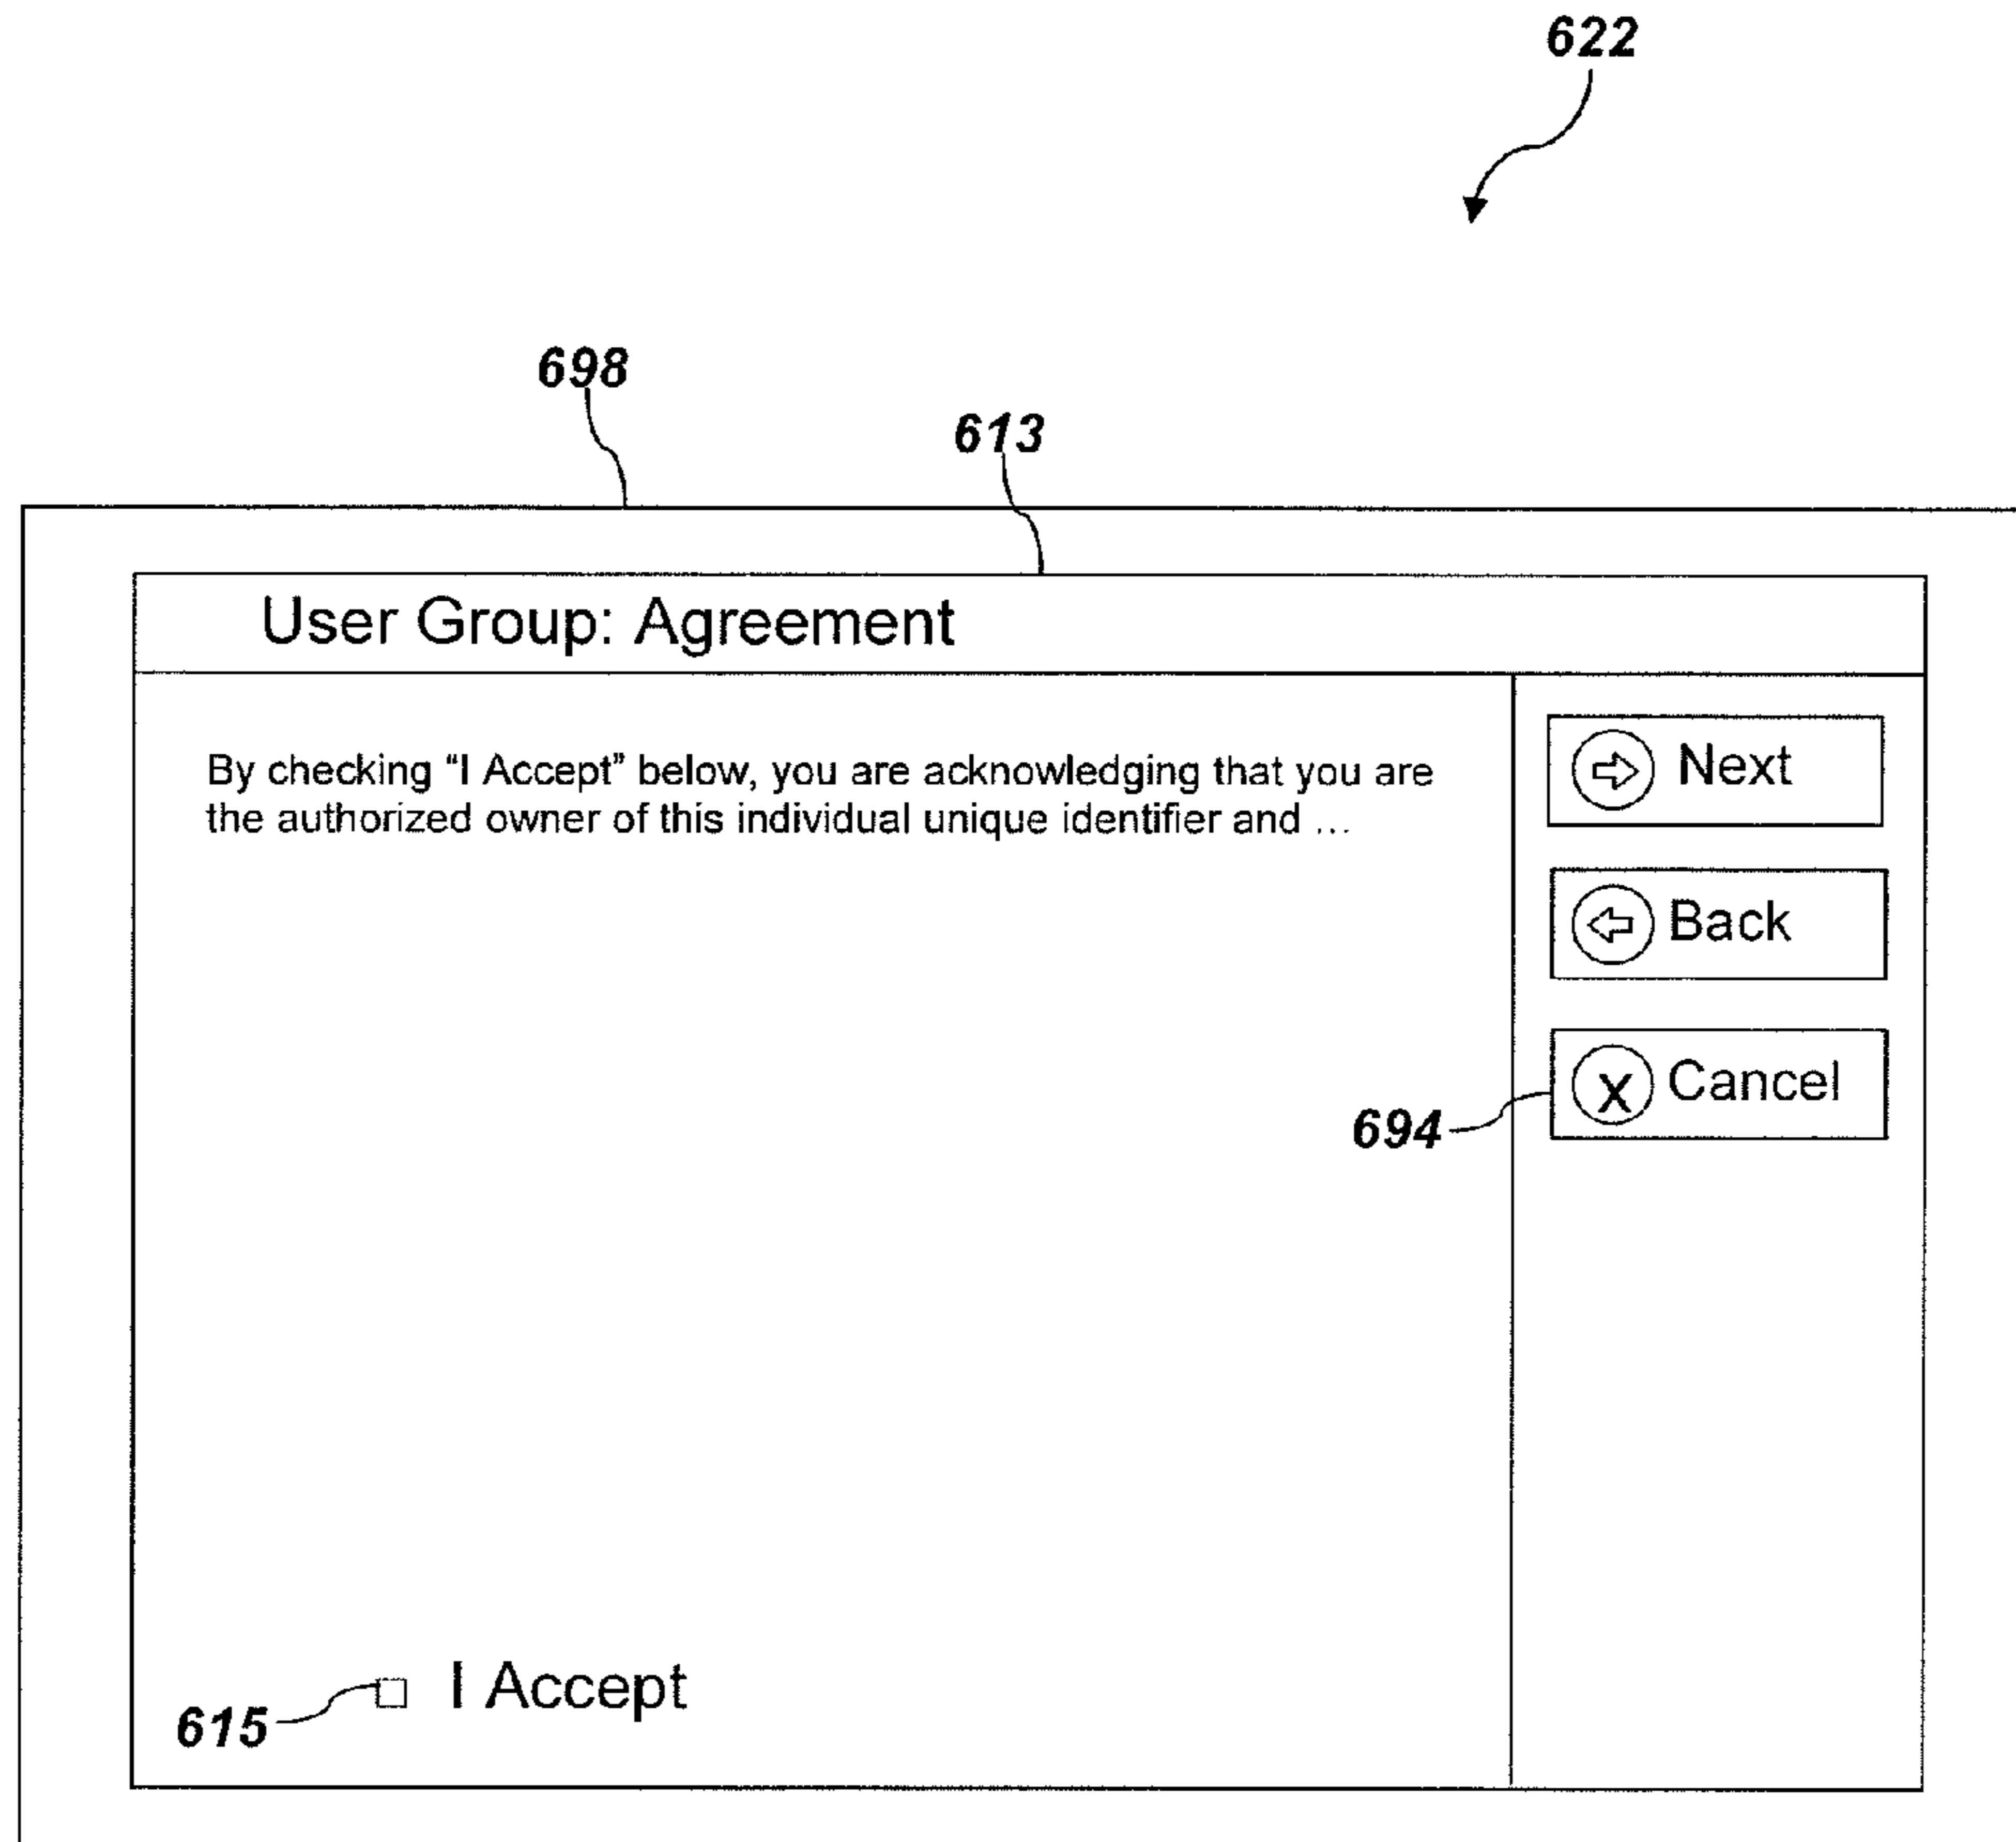 622
698
613
User Group: Agreement
By checking “I Accept” below, you are acknowledging that you are
the authorized owner of this individual unique identifier and ...
Next
Back
X Cancel
694
I Accept
615